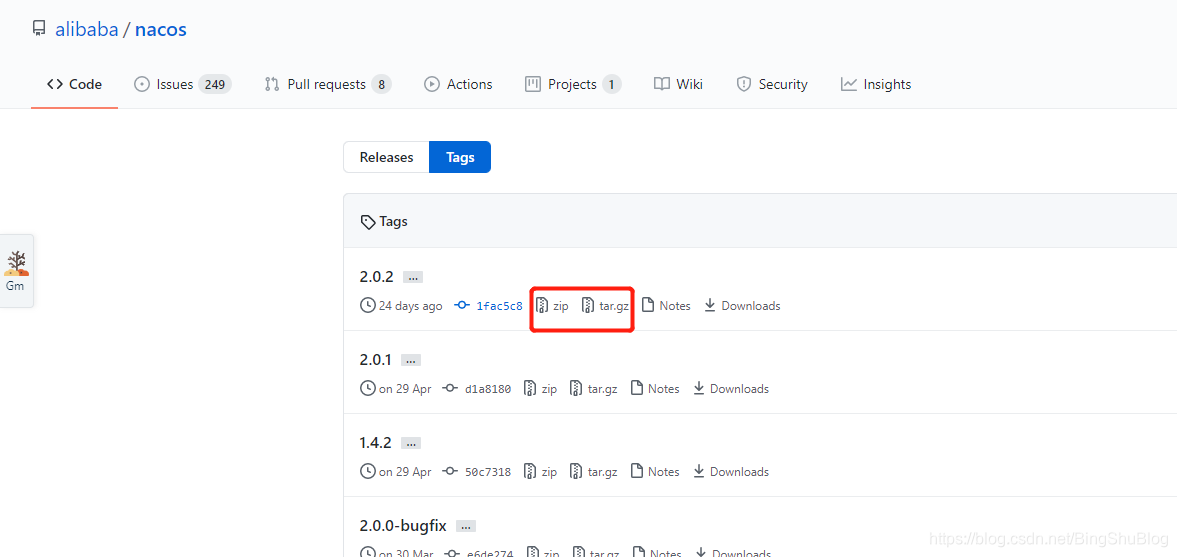 alibaba / nacos
Code Issues 249 Pull requests 8 Actions Projects 1 Wiki Security Insights
Releases Tags
Tags
2.0.2 ...
24 days ago 1fac5c8 zip tar.gz Notes Downloads
2.0.1 ...
on 29 Apr d1a8180 zip tar.gz Notes Downloads
Gm
1.4.2 ...
on 29 Apr 50c7318 zip tar.gz Notes Downloads
2.0.0-bugfix ...
on 30 Mar e6de274 zip tar.gz Notes Downloads
https://blog.csdn.net/BingShuBlog